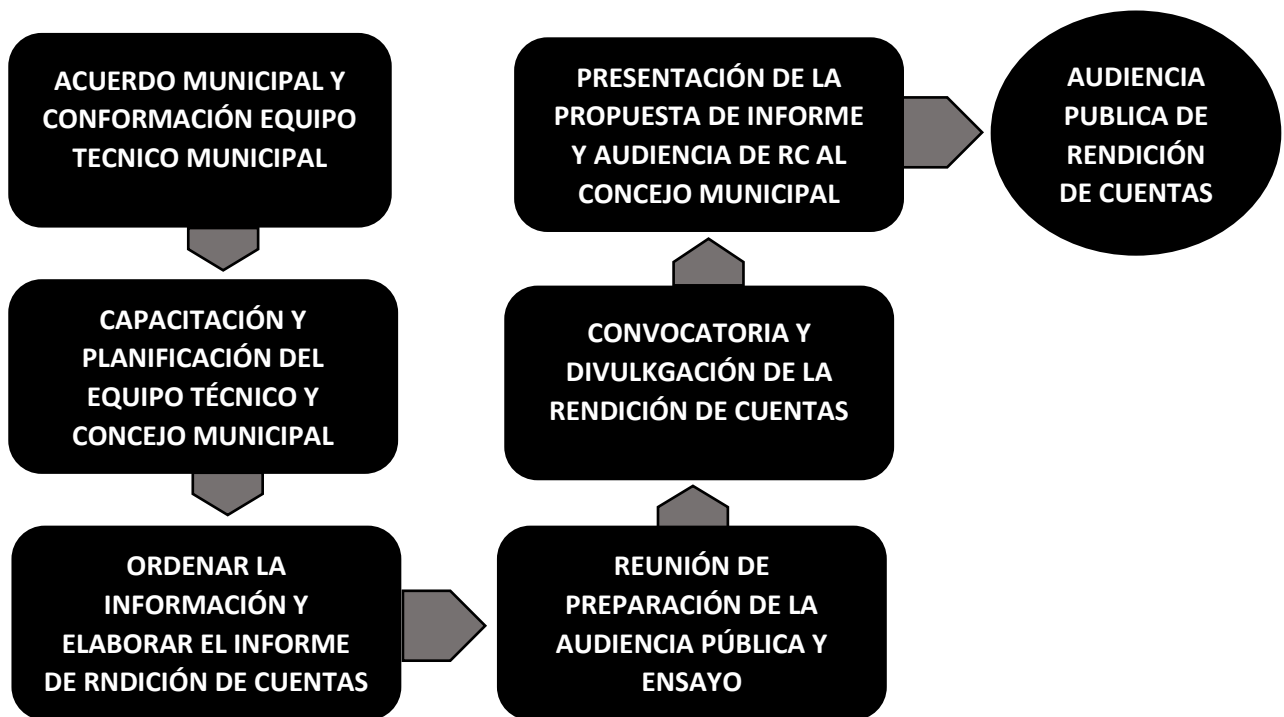 ACUERDO MUNICIPAL Y
CONFORMACIÓN EQUIPO
TECNICO MUNICIPAL
CAPACITACIÓN Y
PLANIFICACIÓN DEL
EQUIPO TÉCNICO Y
CONCEJO MUNICIPAL
ORDENAR LA
INFORMACIÓN Y
ELABORAR EL INFORME
DE RNDICIÓN DE CUENTAS
REUNIÓN DE
PREPARACIÓN DE LA
AUDIENCIA PÚBLICA Y
ENSAYO
CONVOCATORIA Y
DIVULKGACIÓN DE LA
RENDICIÓN DE CUENTAS
PRESENTACIÓN DE LA
PROPUESTA DE INFORME
Y AUDIENCIA DE RC AL
CONCEJO MUNICIPAL
AUDIENCIA
PUBLICA DE
RENDICIÓN
DE CUENTAS